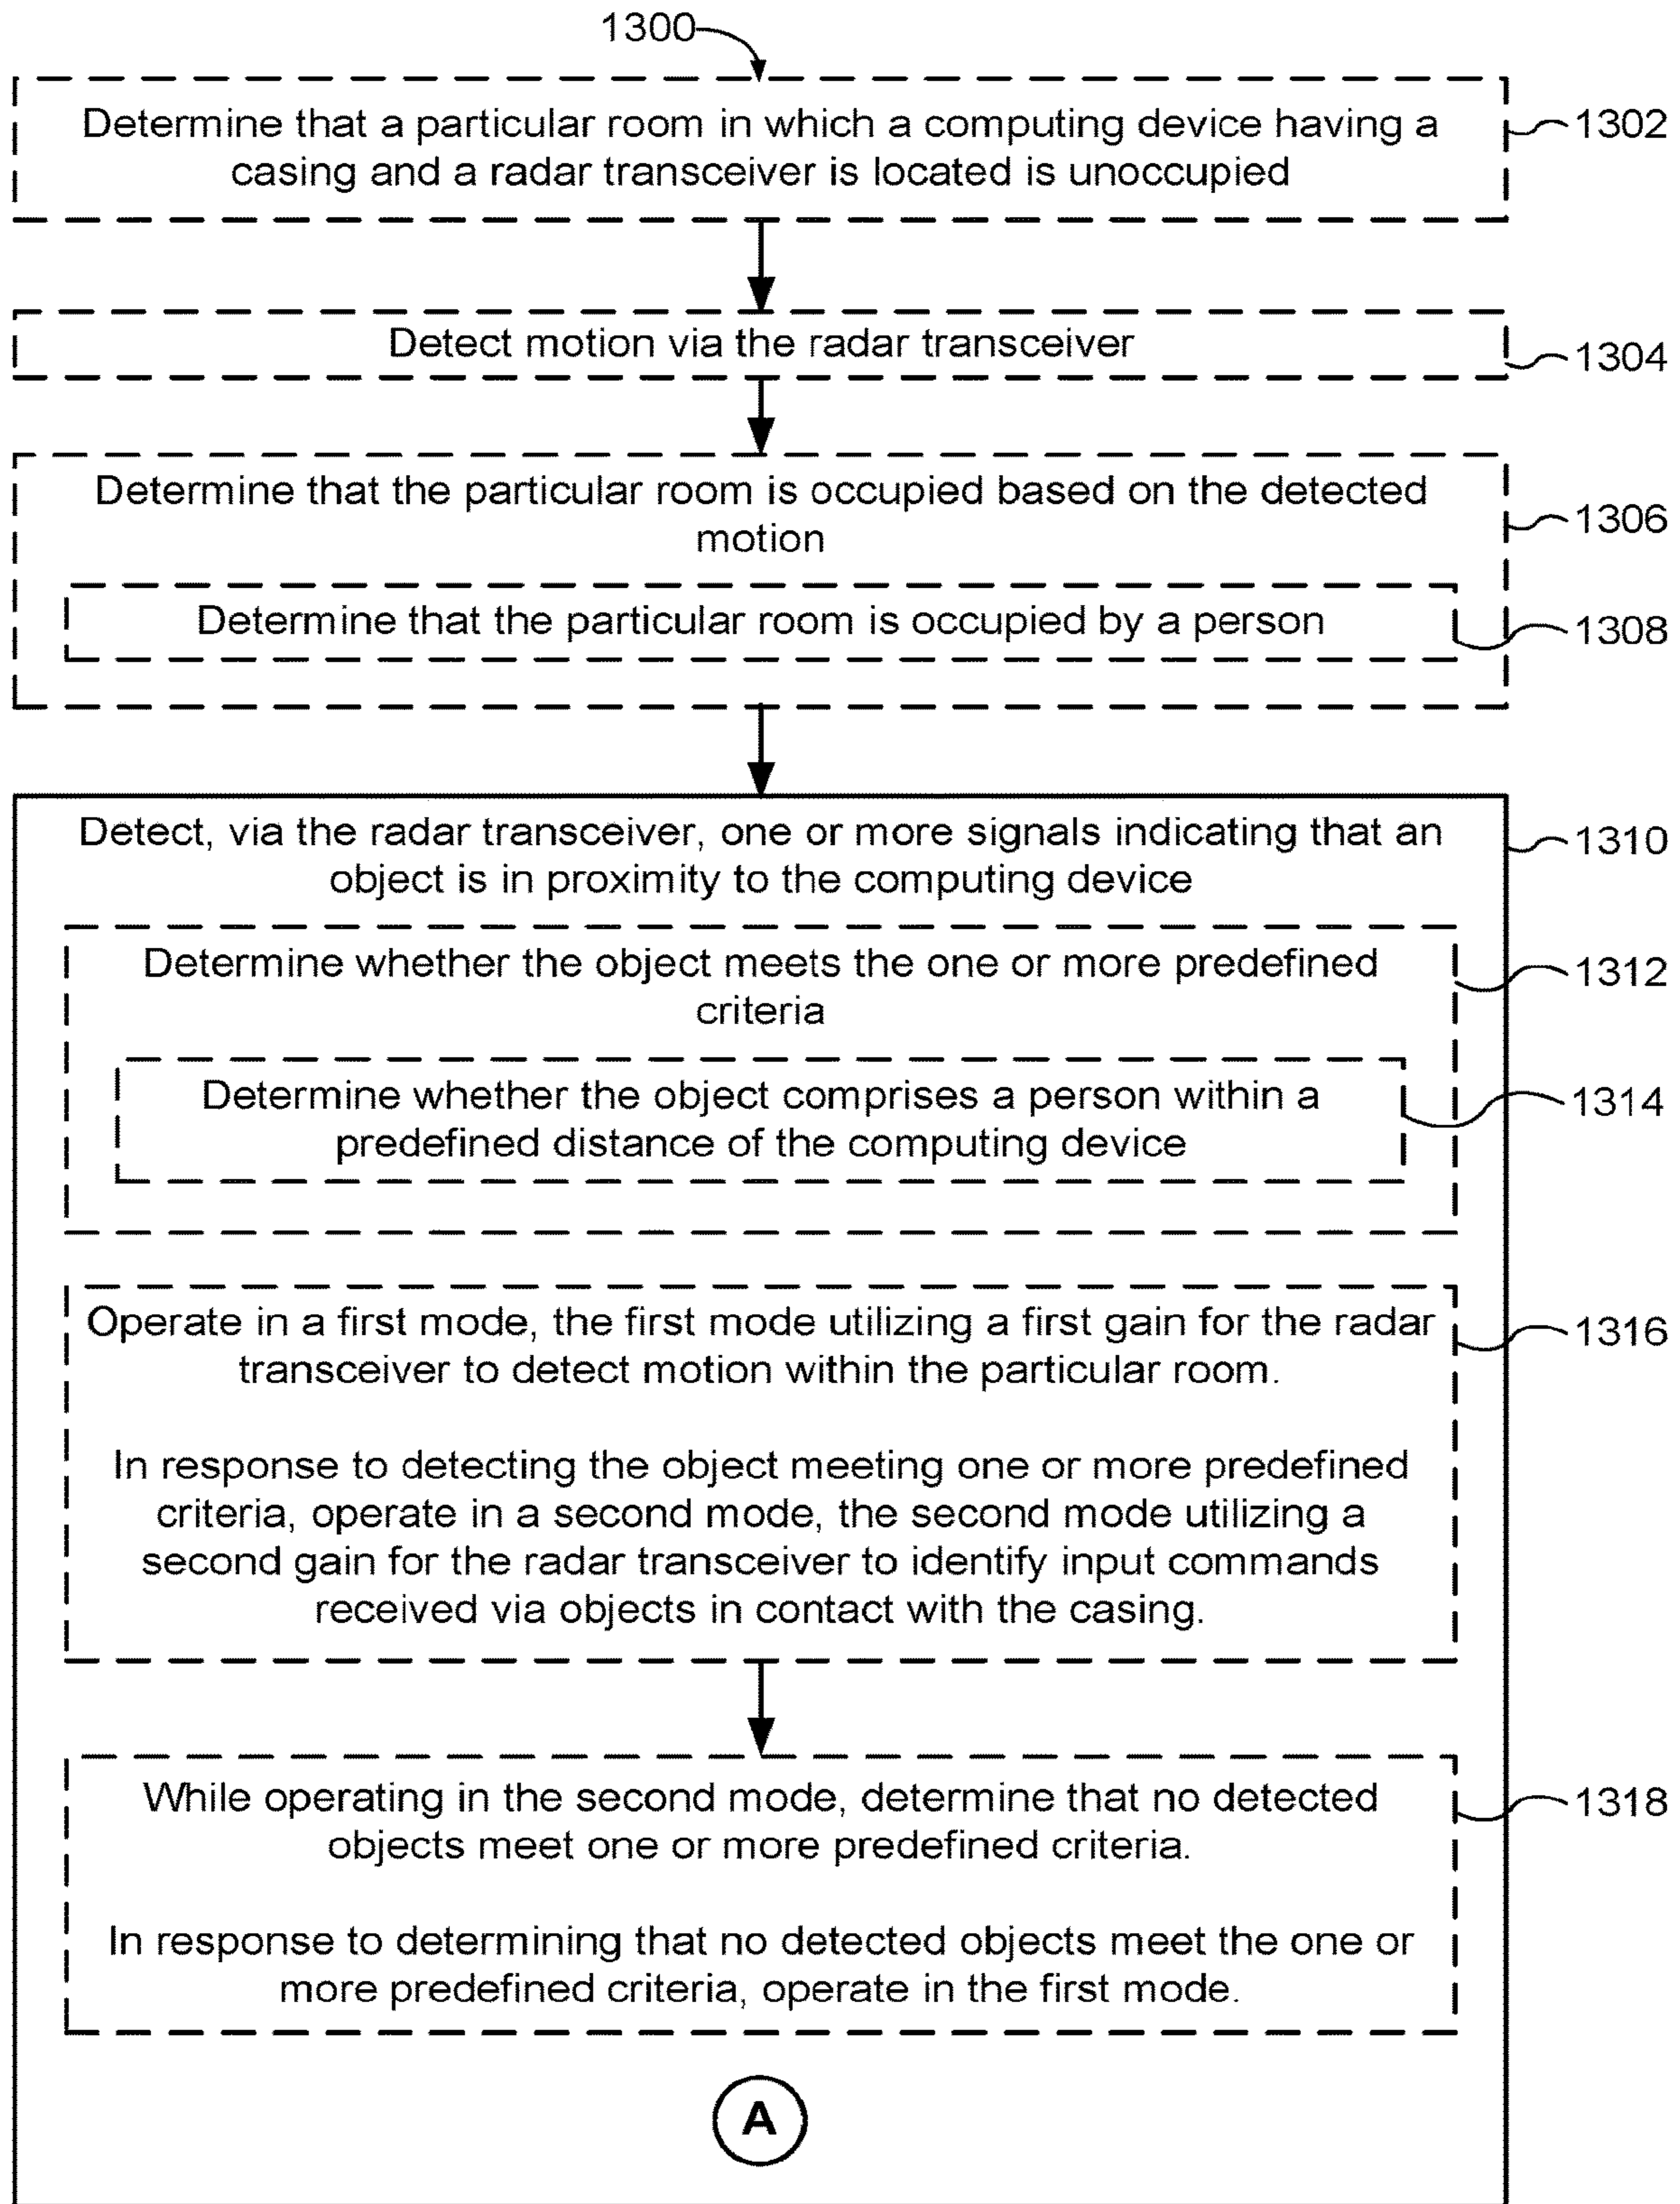 1300
Determine that a particular room in which a computing device having a
casing and a radar transceiver is located is unoccupied
1302
Detect motion via the radar transceiver
1304
Determine that the particular room is occupied based on the detected
motion
1306
Determine that the particular room is occupied by a person
1308
Detect, via the radar transceiver, one or more signals indicating that an
object is in proximity to the computing device
1310
Determine whether the object meets the one or more predefined
criteria
1312
Determine whether the object comprises a person within a
predefined distance of the computing device
1314
Operate in a first mode, the first mode utilizing a first gain for the radar
transceiver to detect motion within the particular room.
1316
In response to detecting the object meeting one or more predefined
criteria, operate in a second mode, the second mode utilizing a
second gain for the radar transceiver to identify input commands
received via objects in contact with the casing.
While operating in the second mode, determine that no detected
objects meet one or more predefined criteria.
1318
In response to determining that no detected objects meet the one or
more predefined criteria, operate in the first mode.
A